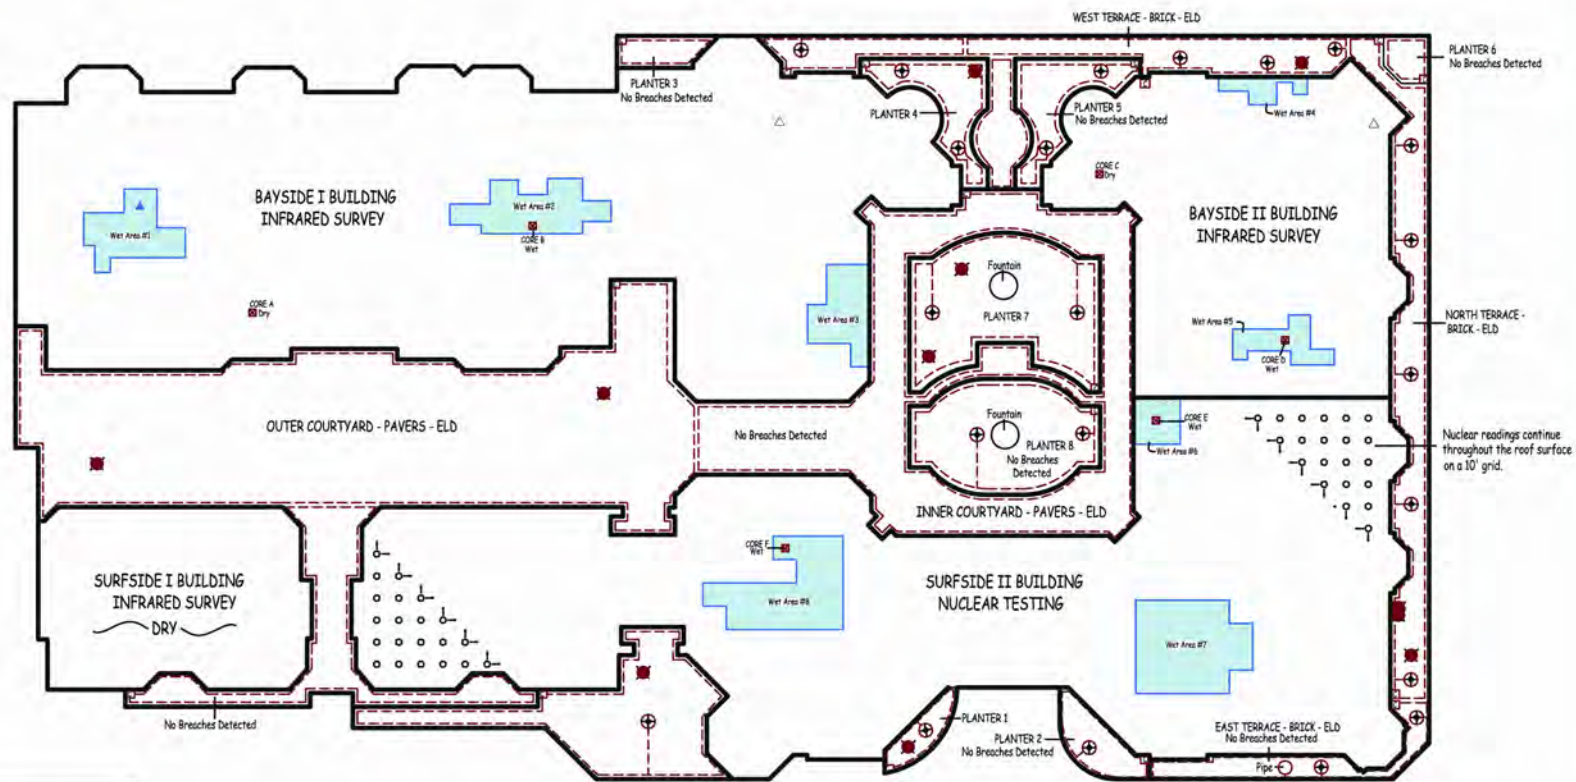 WEST TERRACE - BRICK - ELD
PLANTER 3
No Breaches Detected
PLANTER 4
PLANTER 5
No Breaches Detected
PLANTER 6
No Breaches Detected
Wet Area #4
CORE C
Dry
BAYSIDE I BUILDING
INFRARED SURVEY
Wet Area #1
Wet Area #2
CORE B
Wet
BAYSIDE II BUILDING
INFRARED SURVEY
Fountain
PLANTER 7
CORE A
Dry
Wet Area #3
Wet Area #5
CORE D
Wet
NORTH TERRACE -
BRICK - ELD
OUTER COURTYARD - PAVERS - ELD
No Breaches Detected
Fountain
PLANTER 8
No Breaches
Detected
CORE E
Wet
Wet Area #6
Nuclear readings continue
throughout the roof surface
on a 10' grid.
INNER COURTYARD - PAVERS - ELD
CORE F
Wet
SURFSIDE I BUILDING
INFRARED SURVEY
DRY
SURFSIDE II BUILDING
NUCLEAR TESTING
Wet Area #8
Wet Area #7
No Breaches Detected
PLANTER 1
PLANTER 2
No Breaches Detected
EAST TERRACE - BRICK - ELD
No Breaches Detected
Pipe